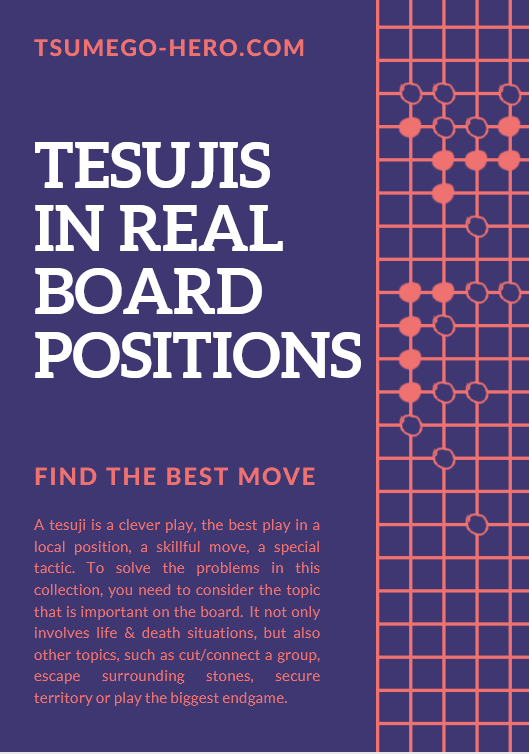 TSUMEGO-HERO.COM
TESUJIS
IN REAL
BOARD
POSITIONS
FIND THE BEST MOVE
A tesuji is a clever play, the best play in a
local position, a skillful move, a special
tactic. To solve the problems in this
collection, you need to consider the topic
that is important on the board. It not only
involves life & death situations, but also
other topics, such as cut/connect a group,
escape surrounding stones, secure
territory or play the biggest endgame.